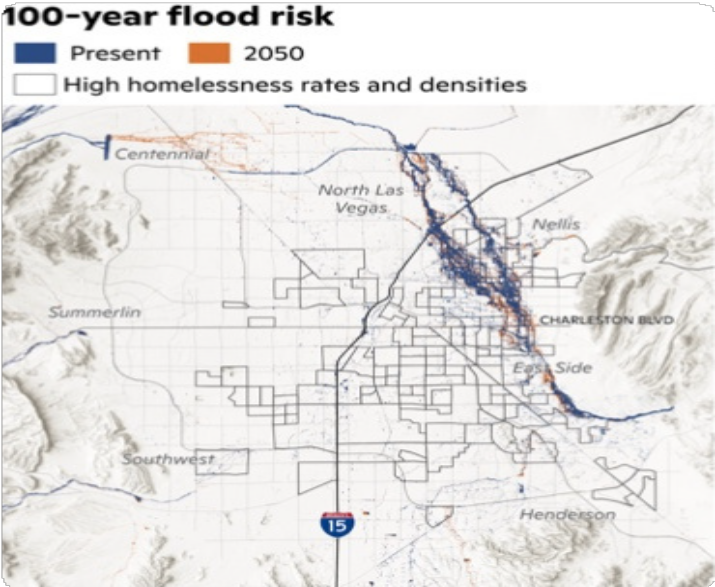 100-year flood risk
Present
2050
High homelessness rates and densities
Centennial
North Las
Vegas
Nellis
Summerlin
CHARLESTON BLVD
East Side
Southwest
15
Henderson